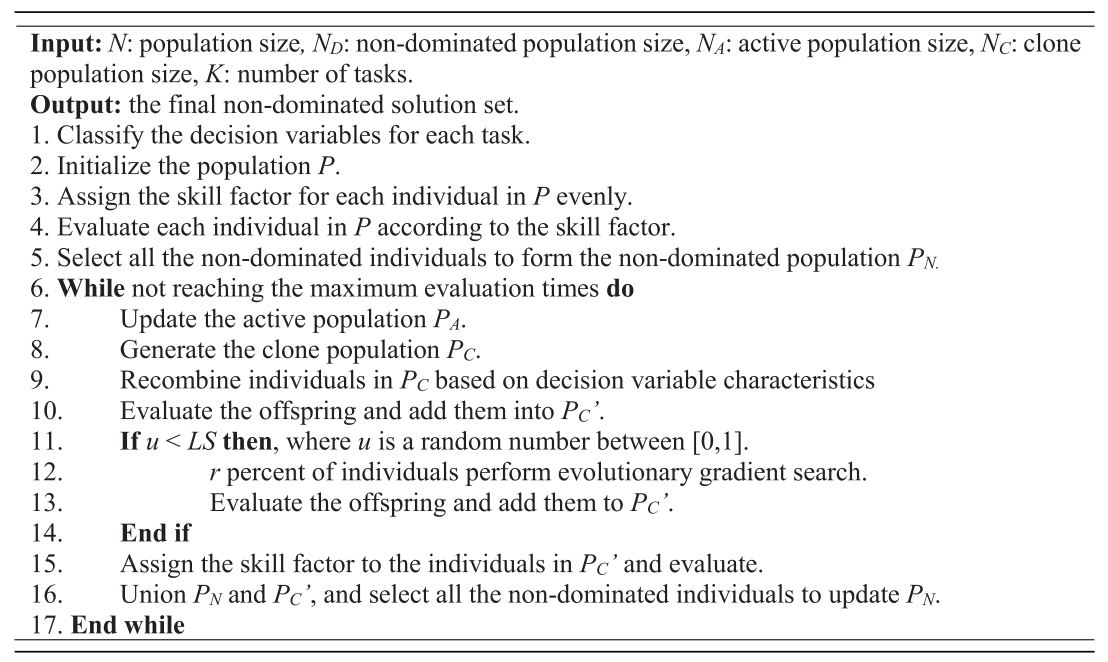 Input: N: population size, N_D: non-dominated population size, N_A: active population size, N_C: clone
population size, K: number of tasks.
Output: the final non-dominated solution set.
1. Classify the decision variables for each task.
2. Initialize the population P.
3. Assign the skill factor for each individual in P evenly.
4. Evaluate each individual in P according to the skill factor.
5. Select all the non-dominated individuals to form the non-dominated population P_N.
6. While not reaching the maximum evaluation times do
7. Update the active population P_A.
8. Generate the clone population P_C.
9. Recombine individuals in P_C based on decision variable characteristics
10. Evaluate the offspring and add them into P_C’.
11. If u < LS then, where u is a random number between [0,1].
12. r percent of individuals perform evolutionary gradient search.
13. Evaluate the offspring and add them to P_C’.
14. End if
15. Assign the skill factor to the individuals in P_C’ and evaluate.
16. Union P_N and P_C’, and select all the non-dominated individuals to update P_N.
17. End while